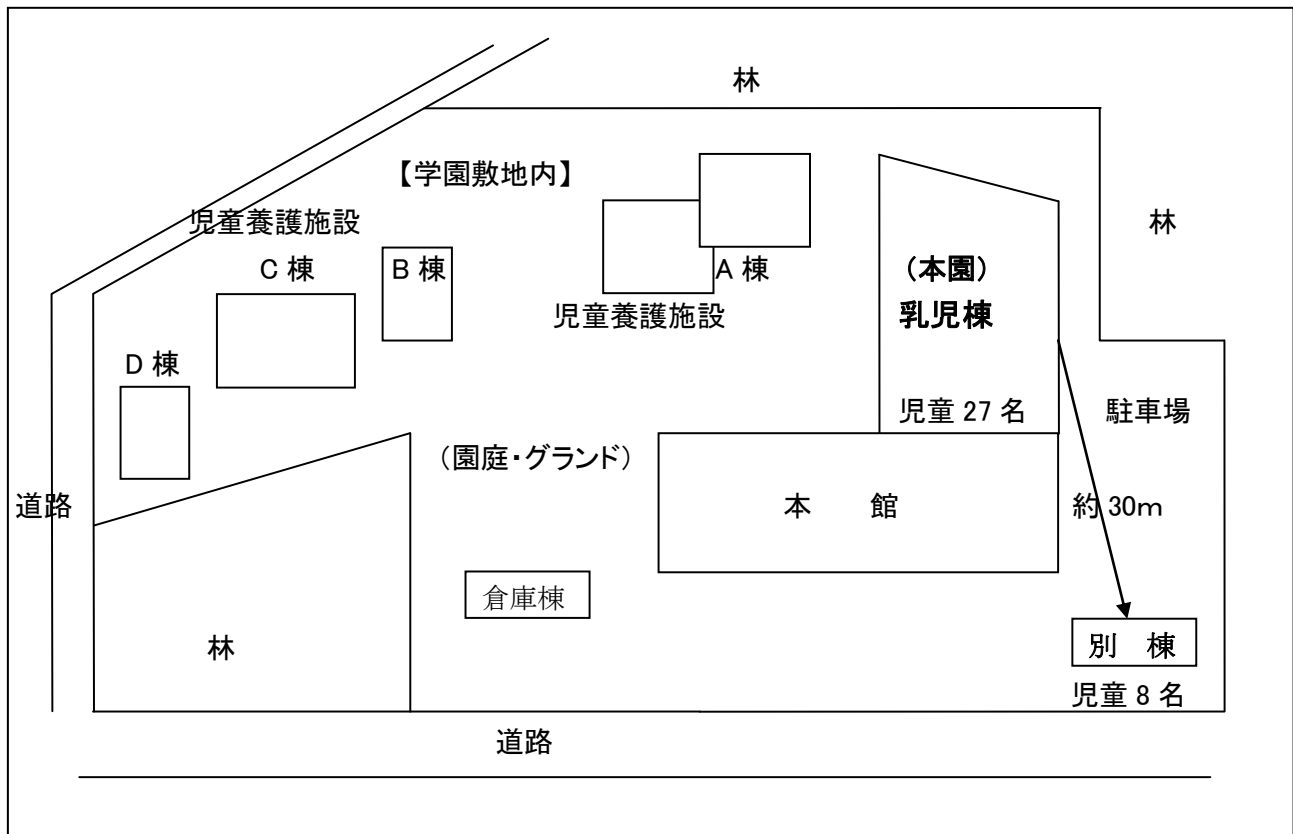 林
【学園敷地内】
児童養護施設
林
C 棟
B 棟
A 棟
(本園)
乳児棟
児童養護施設
D 棟
児童 27 名
駐車場
(園庭・グランド)
道路
本　館
約 30m
倉庫棟
林
別　棟
児童 8 名
道路